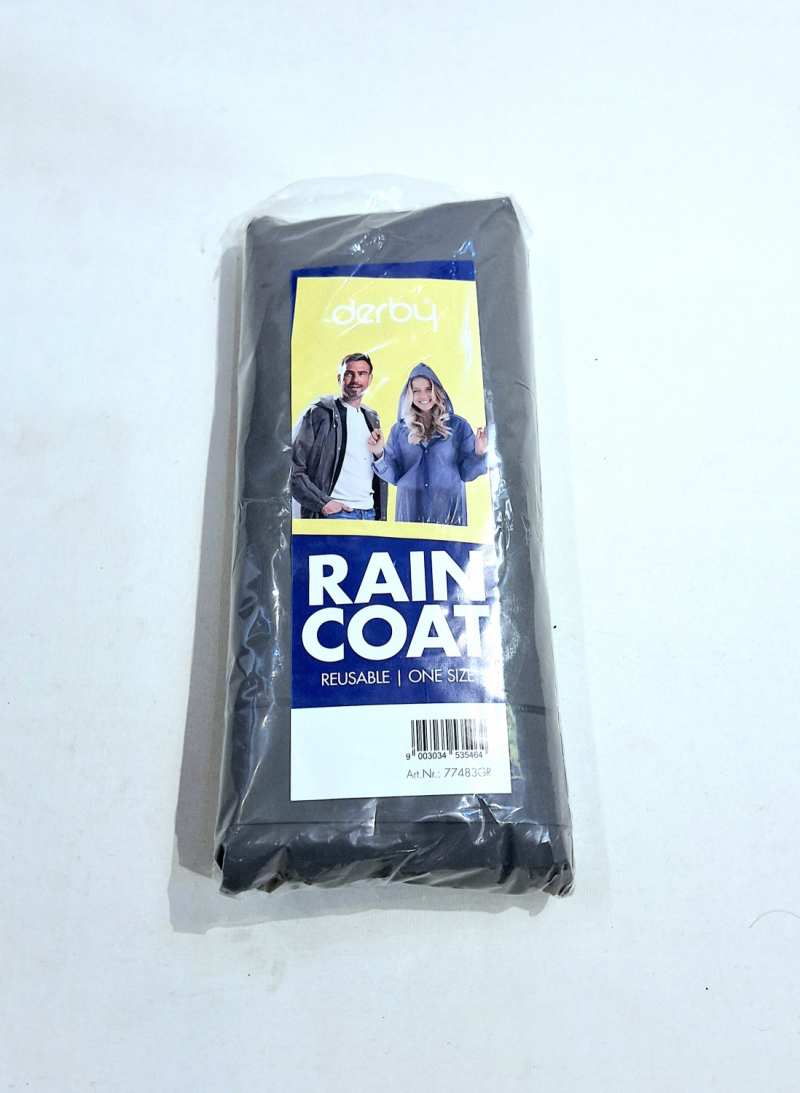 derby
RAIN
COAT
REUSABLE | ONE SIZE
9 003034 535464
Art.Nr.: 77483GR